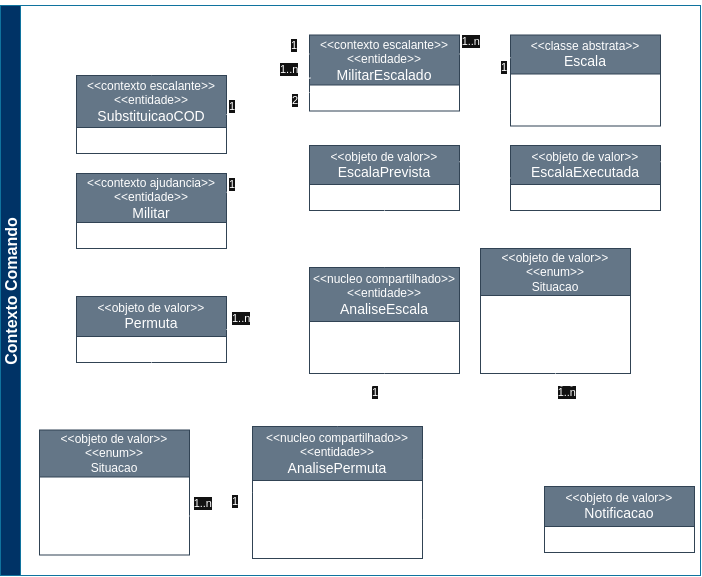 Contexto Comando
<<contexto escalante>>
<<entidade>>
SubstituicaoCOD
1
1
1..n
2
<<contexto escalante>>
<<entidade>>
MilitarEscalado
1..n
1
<<classe abstrata>>
Escala
<<contexto ajudancia>>
<<entidade>>
Militar
1
<<objeto de valor>>
EscalaPrevista
<<objeto de valor>>
EscalaExecutada
<<objeto de valor>>
Permuta
1..n
<<nucleo compartilhado>>
<<entidade>>
AnaliseEscala
1
<<objeto de valor>>
<<enum>>
Situacao
1..n
<<objeto de valor>>
<<enum>>
Situacao
1..n
1
<<nucleo compartilhado>>
<<entidade>>
AnalisePermuta
<<objeto de valor>>
Notificacao